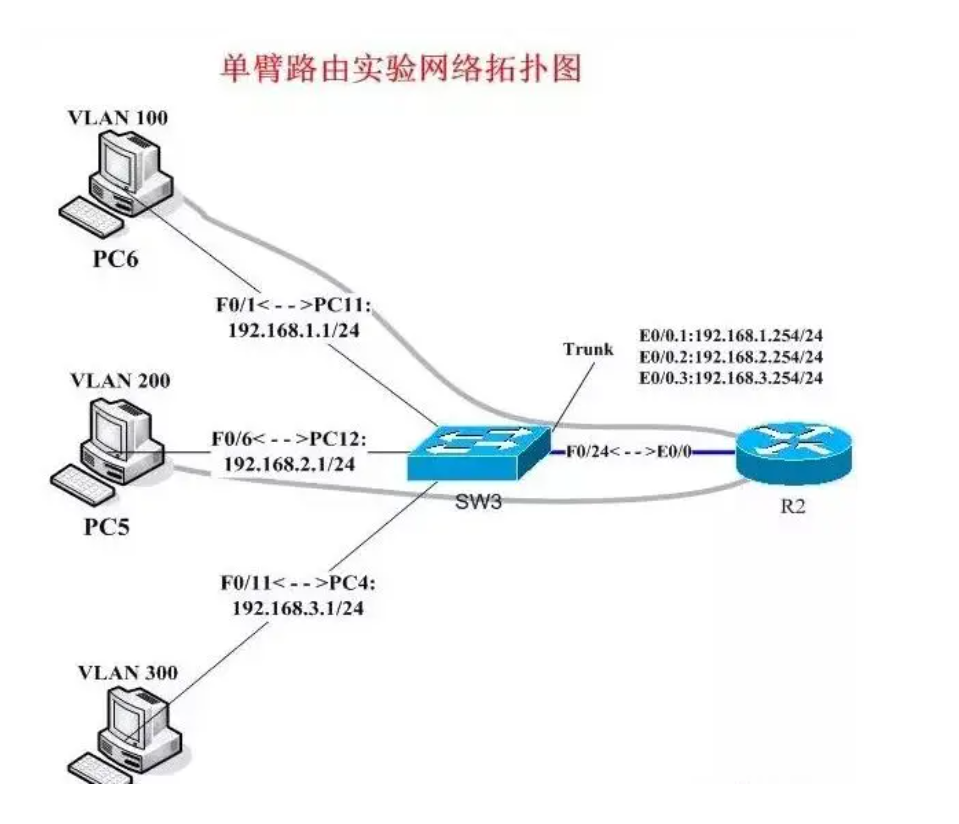 单臂路由实验网络拓扑图
VLAN 100
PC6
F0/1< - - >PC11:
192.168.1.1/24
Trunk
E0/0.1:192.168.1.254/24
E0/0.2:192.168.2.254/24
E0/0.3:192.168.3.254/24
VLAN 200
F0/6< - - >PC12:
192.168.2.1/24
F0/24< - - >E0/0
SW3
R2
PC5
F0/11< - - >PC4:
192.168.3.1/24
VLAN 300